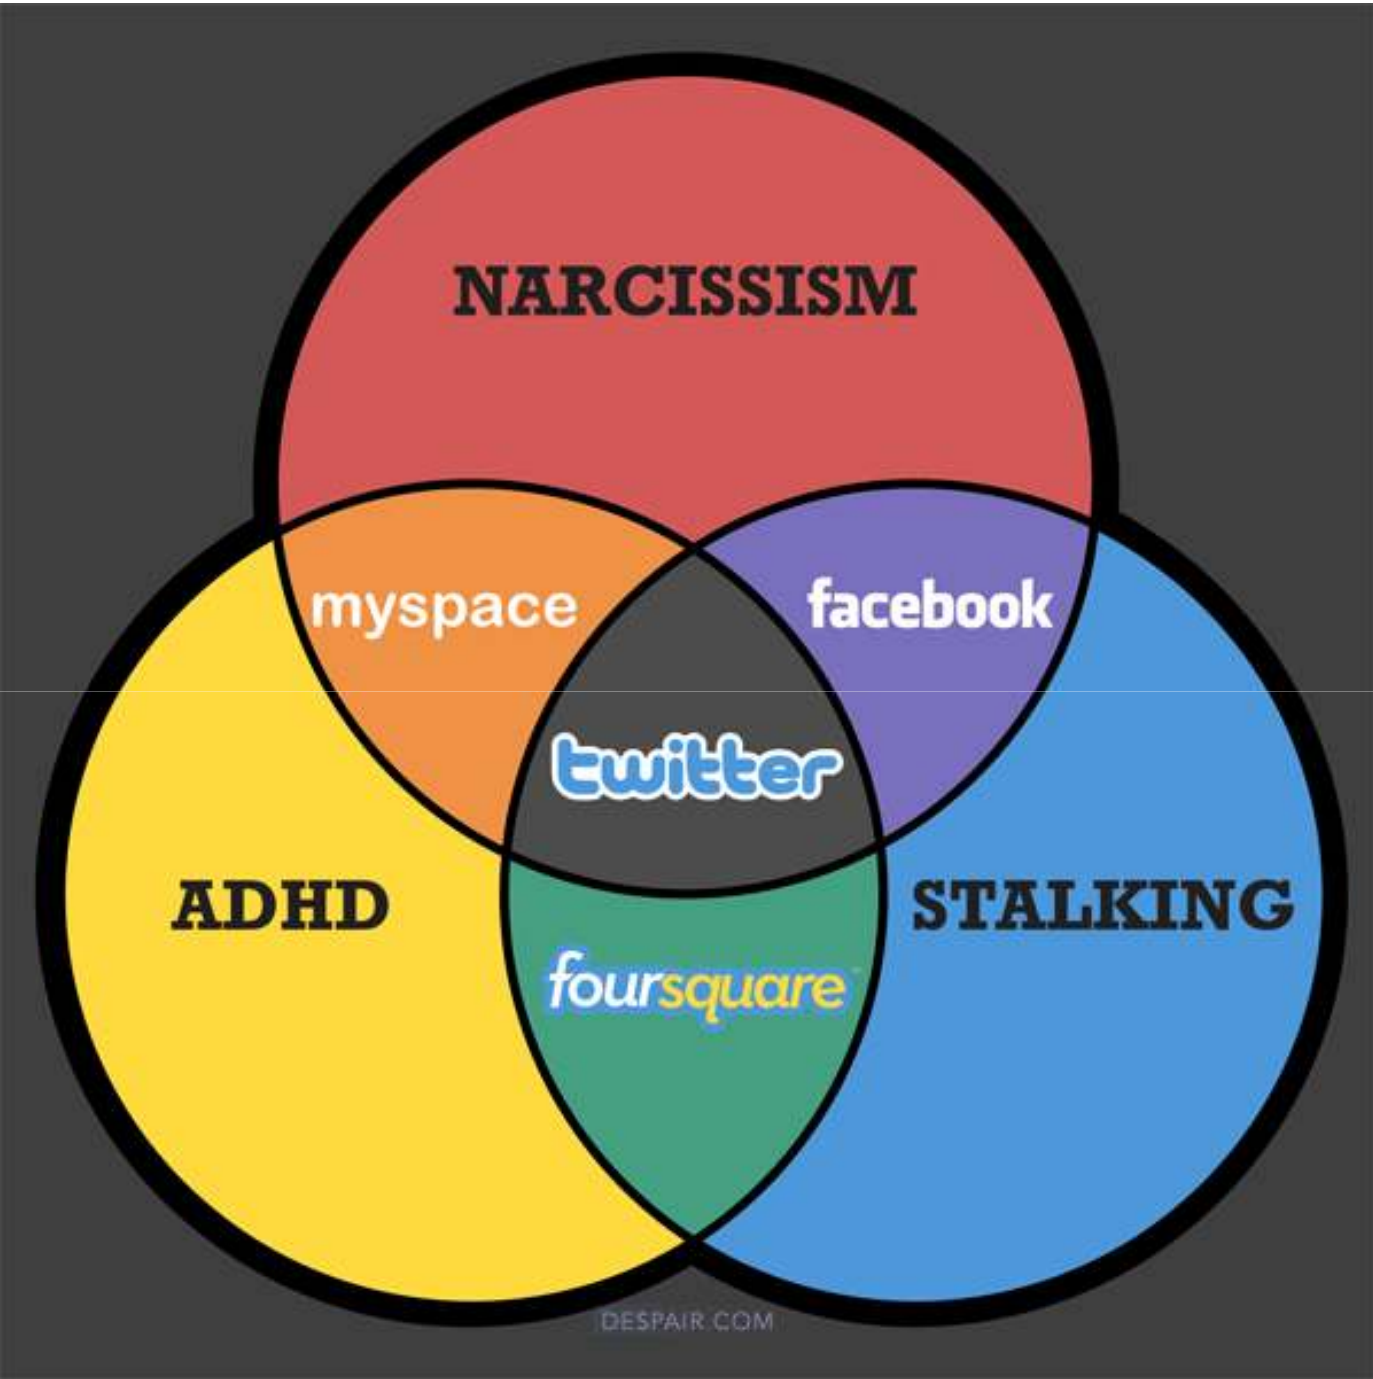 NARCISSISM
myspace
facebook
twitter
ADHD
STALKING
foursquare
DESPAIR.COM